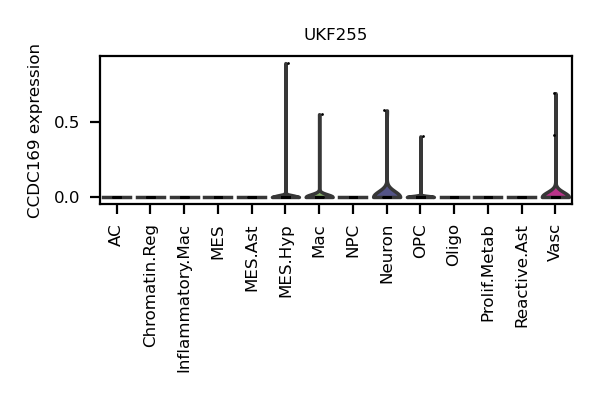 UKF255
CCDC169 expression
0.5
0.0
AC
Chromatin.Reg
Inflammatory.Mac
MES
MES.Ast
MES.Hyp
Mac
NPC
Neuron
OPC
Oligo
Prolif.Metab
Reactive.Ast
Vasc